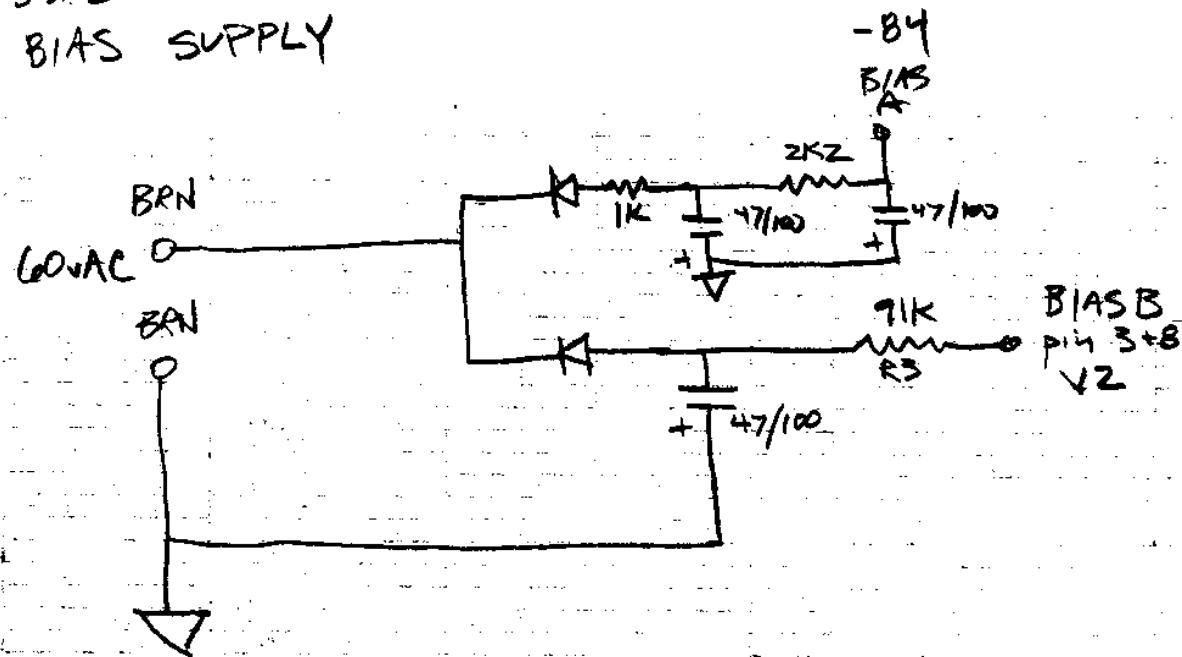 BIAS SUPPLY
-84
BIAS
A
2K2
BRN
1K
47/100
47/100
+
+
60VAC
BRN
91K
R3
BIAS B
pin 3+8
V2
+
47/100